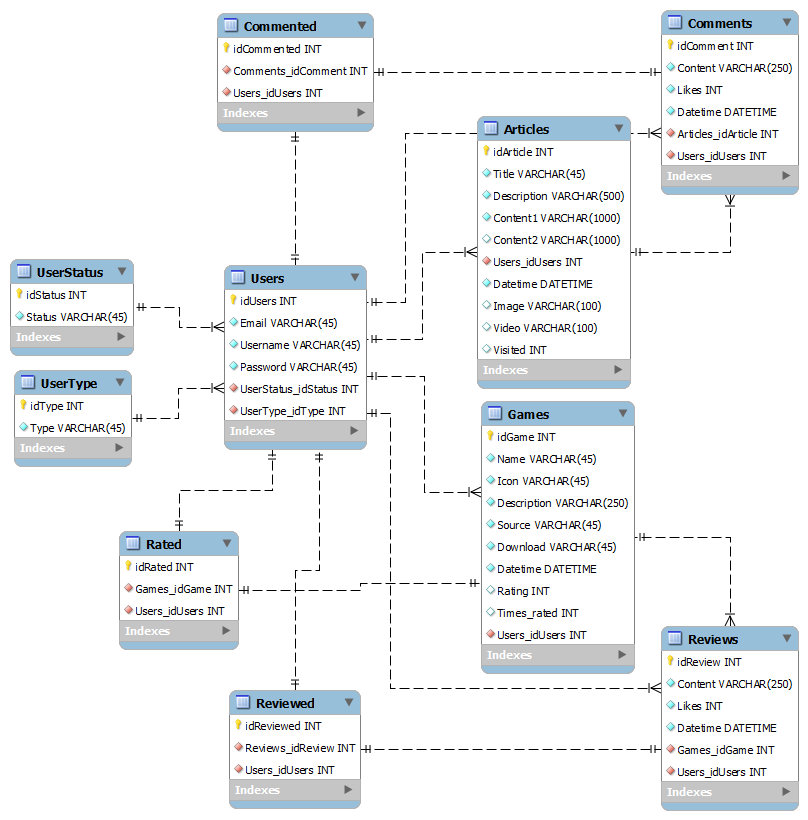 Commented
idCommented INT
Comments_idComment INT
Users_idUsers INT
Indexes
Comments
idComment INT
Content VARCHAR(250)
Likes INT
Datetime DATETIME
Articles_idArticle INT
Users_idUsers INT
Indexes
Articles
idArticle INT
Title VARCHAR(45)
Description VARCHAR(500)
Content1 VARCHAR(1000)
Content2 VARCHAR(1000)
Users_idUsers INT
Datetime DATETIME
Image VARCHAR(100)
Video VARCHAR(100)
Visited INT
Indexes
UserStatus
idStatus INT
Status VARCHAR(45)
Indexes
Users
idUsers INT
Email VARCHAR(45)
Username VARCHAR(45)
Password VARCHAR(45)
UserStatus_idStatus INT
UserType_idType INT
Indexes
UserType
idType INT
Type VARCHAR(45)
Indexes
Games
idGame INT
Name VARCHAR(45)
Icon VARCHAR(45)
Description VARCHAR(250)
Source VARCHAR(45)
Download VARCHAR(45)
Datetime DATETIME
Rating INT
Times_rated INT
Users_idUsers INT
Indexes
Rated
idRated INT
Games_idGame INT
Users_idUsers INT
Indexes
Reviews
idReview INT
Content VARCHAR(250)
Likes INT
Datetime DATETIME
Games_idGame INT
Users_idUsers INT
Indexes
Reviewed
idReviewed INT
Reviews_idReview INT
Users_idUsers INT
Indexes